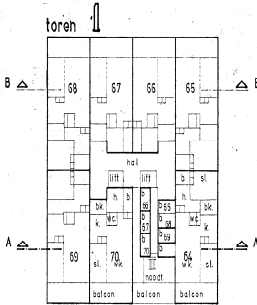 toren 1
B B
68 67 66 65
hal
lift lift
h. b b b. sl.
66 b 65
bk. h. h. bk.
wc b 67 b 68 wc
k. b 69 k.
A A
69 70 b 70 64
sl. wk. wk. sl.
noodt.
balcon balcon balcon